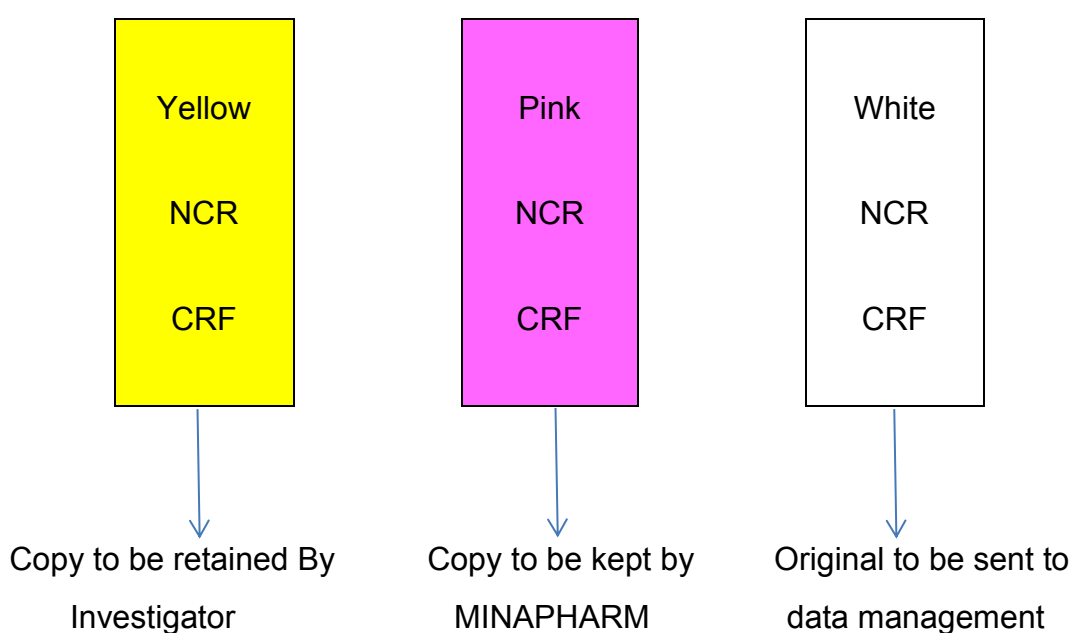 Yellow
NCR
CRF
Pink
NCR
CRF
White
NCR
CRF
Copy to be retained By
Investigator
Copy to be kept by
MINAPHARM
Original to be sent to
data management